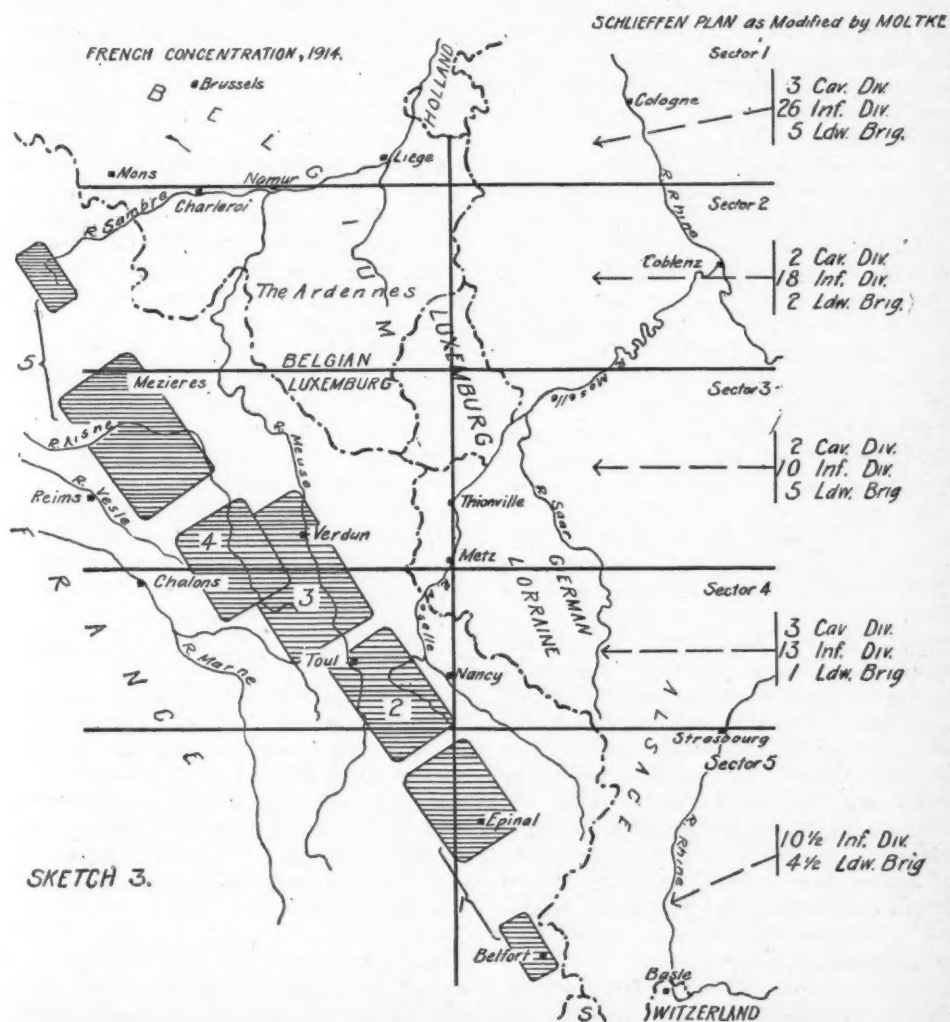 SCHLIEFFEN PLAN as Modified by MOLTKE
FRENCH CONCENTRATION, 1914.
Sector 1
3 Cav. Div.
26 Inf. Div.
5 Ldw. Brig.
Brussels
BELGIUM
HOLLAND
Cologne
Liége
Mons
Namur
Charleroi
R. Sambre
R. Rhine
Sector 2
2 Cav. Div.
18 Inf. Div.
2 Ldw. Brig.
Coblenz
The Ardennes
LUXEMBURG
BELGIAN
LUXEMBURG
Moselle
5
Mezieres
Sector 3
2 Cav. Div.
10 Inf. Div.
5 Ldw. Brig
R. Aisne
R. Meuse
R. Vesle
Reims
Thionville
R. Saar
4
Verdun
Metz
GERMAN
LORRAINE
3
Chalons
FRANCE
Sector 4
3 Cav Div.
13 Inf. Div.
1 Ldw. Brig
R. Marne
Toul
Moselle
Nancy
2
ALSACE
Strasbourg
Sector 5
Epinal
R Rhine
10½ Inf. Div.
4½ Ldw. Brig
SKETCH 3.
1
Belfort
Basle
SWITZERLAND